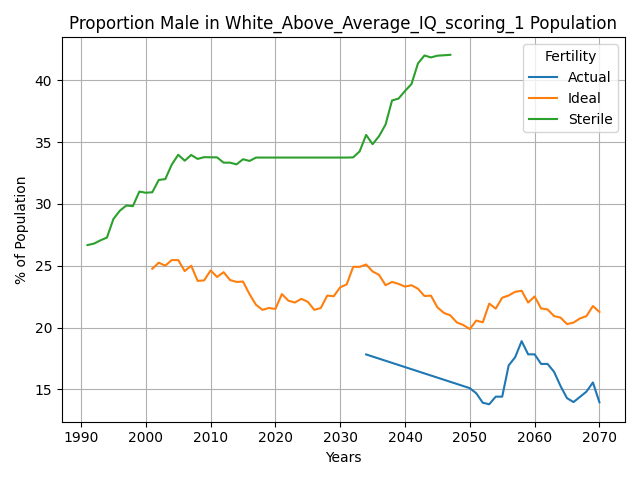 Proportion Male in White_Above_Average_IQ_scoring_1 Population
Fertility
Actual
Ideal
Sterile
% of Population
40
35
30
25
20
15
1990 2000 2010 2020 2030 2040 2050 2060 2070
Years